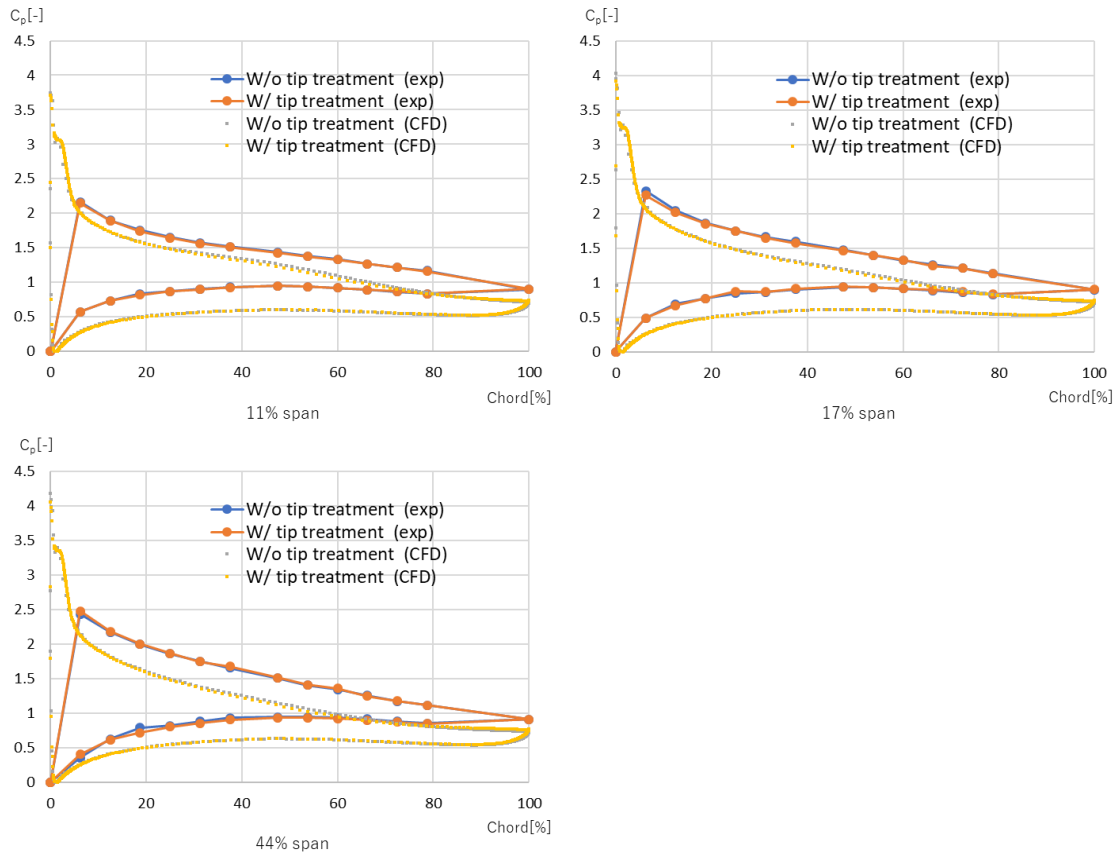 Cp[-]
4.5
4
3.5
3
2.5
2
1.5
1
0.5
0
W/o tip treatment (exp)
W/ tip treatment (exp)
W/o tip treatment (CFD)
W/ tip treatment (CFD)
0 20 40 60 80 100
Chord[%]
11% span
Cp[-]
4.5
4
3.5
3
2.5
2
1.5
1
0.5
0
W/o tip treatment (exp)
W/ tip treatment (exp)
W/o tip treatment (CFD)
W/ tip treatment (CFD)
0 20 40 60 80 100
Chord[%]
17% span
Cp[-]
4.5
4
3.5
3
2.5
2
1.5
1
0.5
0
W/o tip treatment (exp)
W/ tip treatment (exp)
W/o tip treatment (CFD)
W/ tip treatment (CFD)
0 20 40 60 80 100
Chord[%]
44% span